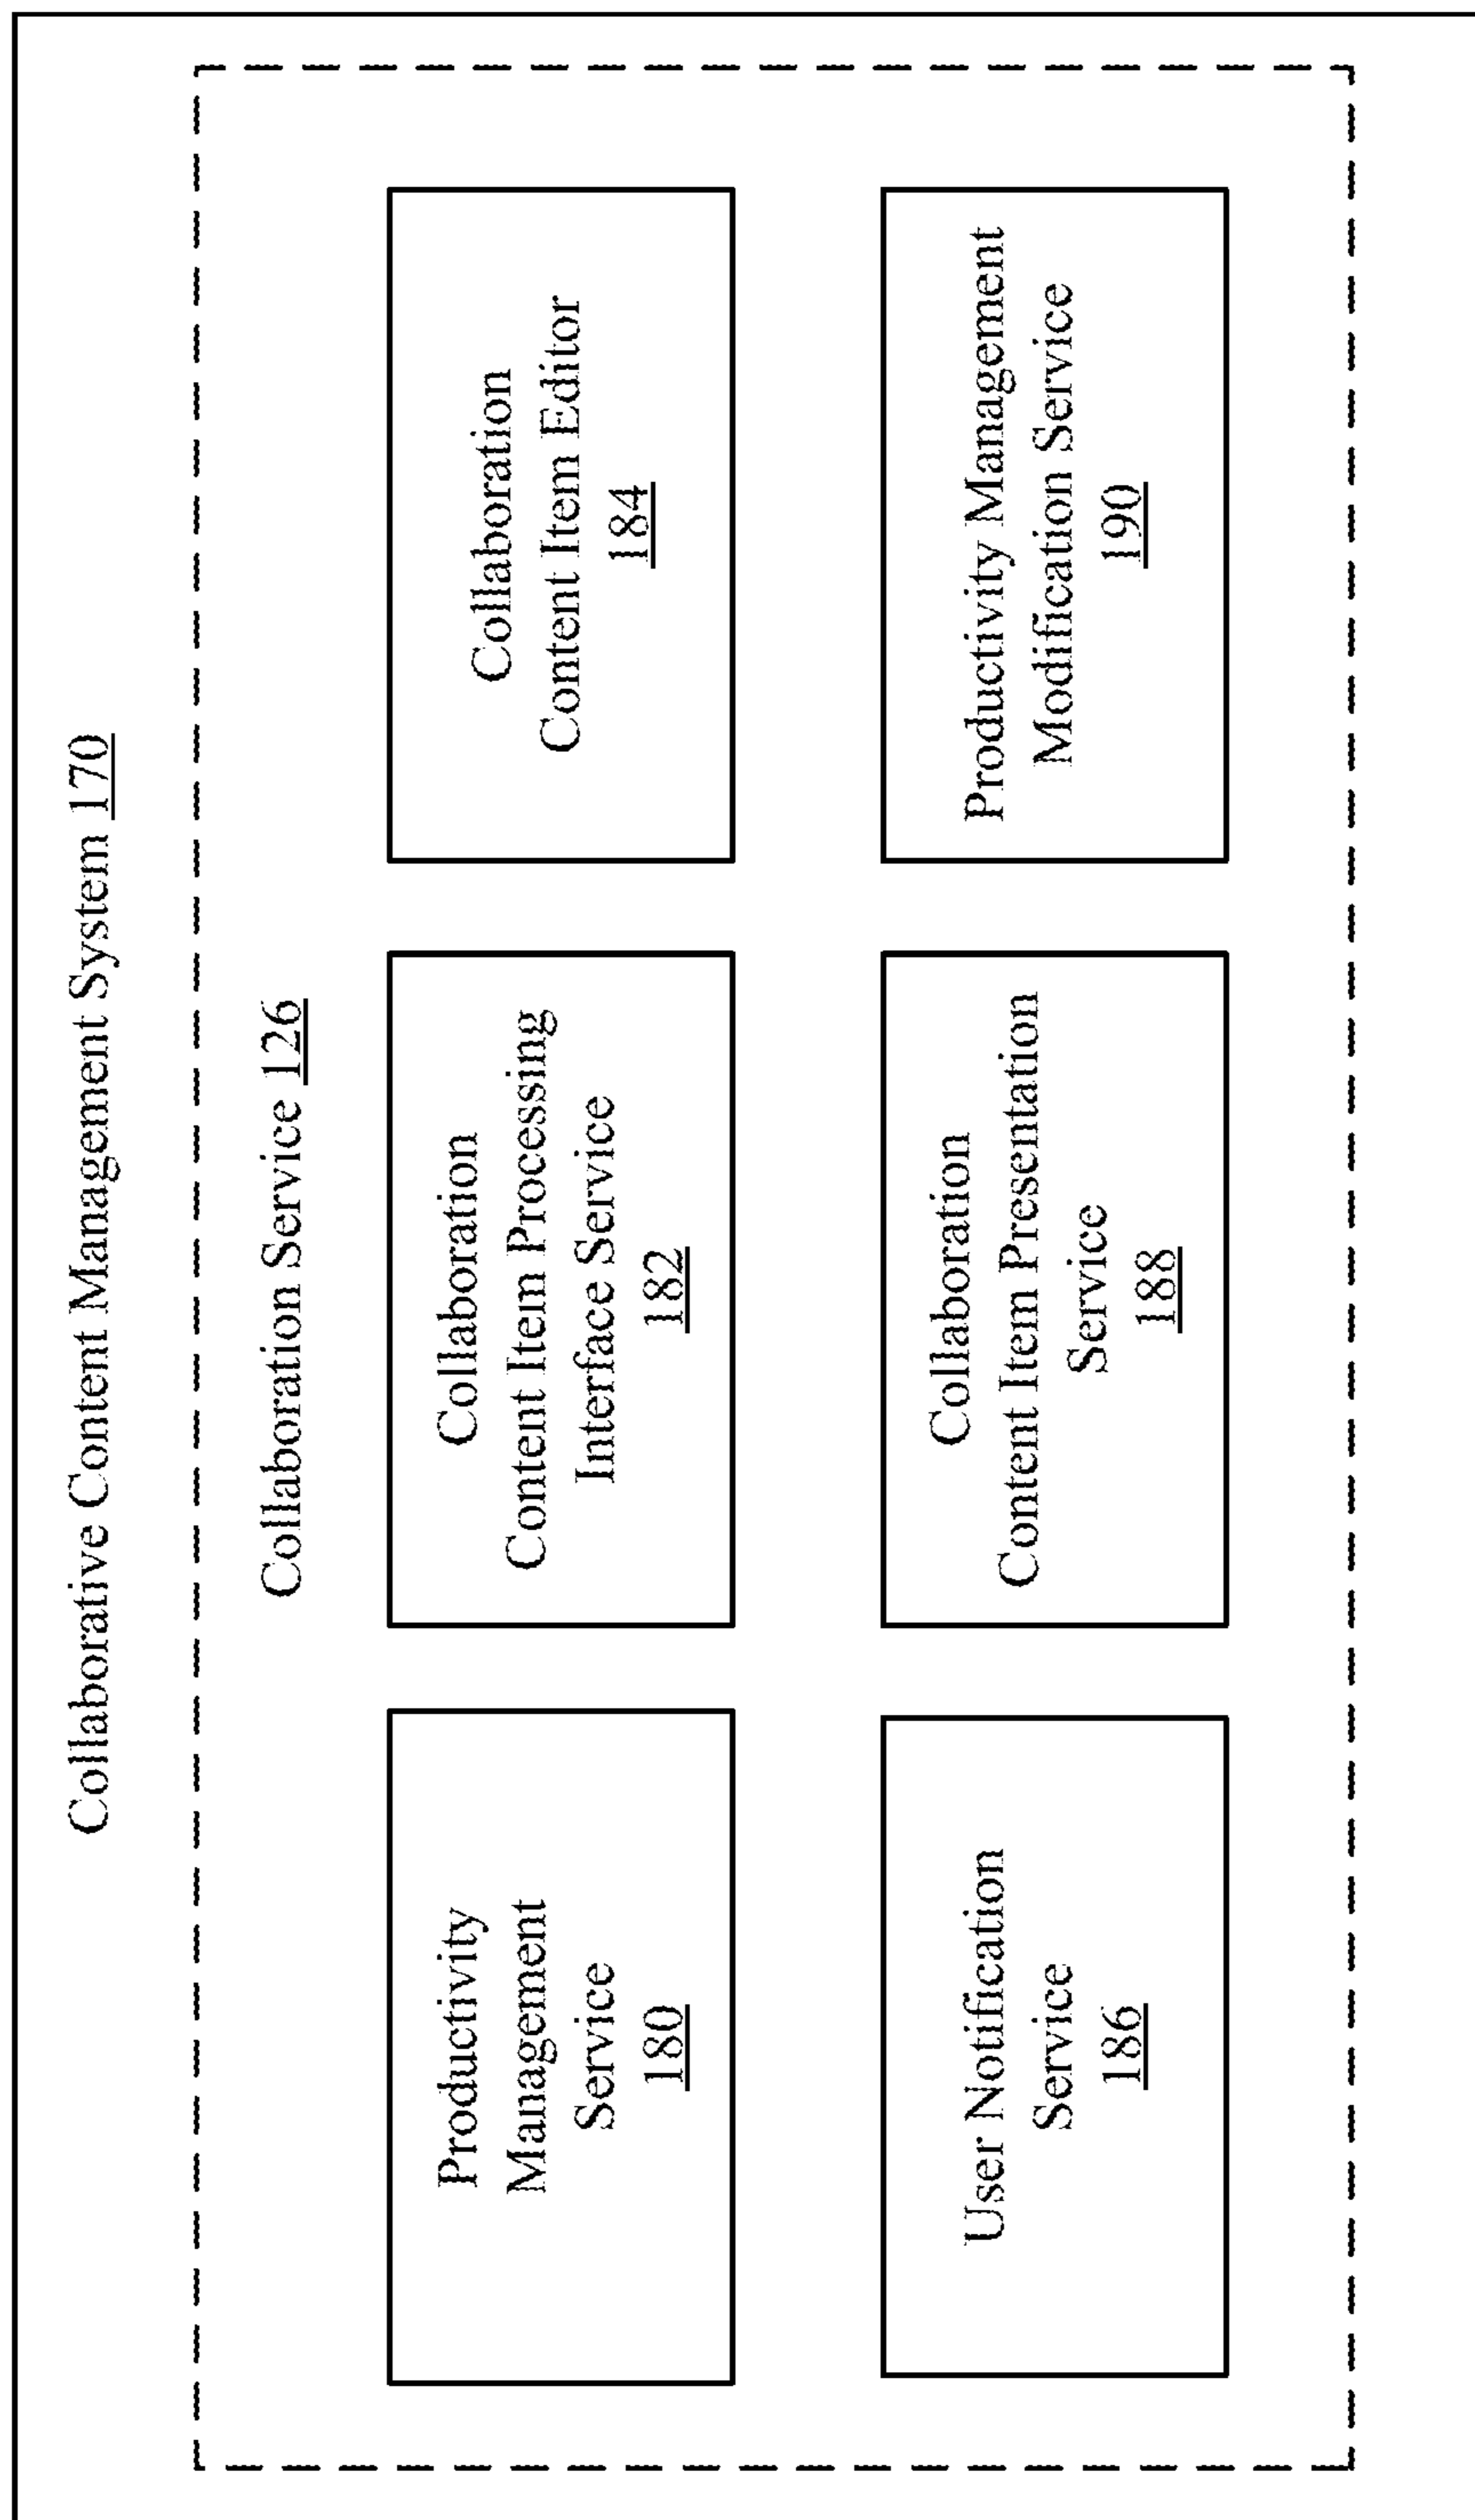 Collaborative Content Management System 170
Collaboration Service 126
Productivity
Management
Service
180
Collaboration
Content Item Processing
Interface Service
182
Collaboration
Content Item Editor
184
User Notification
Service
186
Collaboration
Content Item Presentation
Service
188
Productivity Management
Modification Service
190